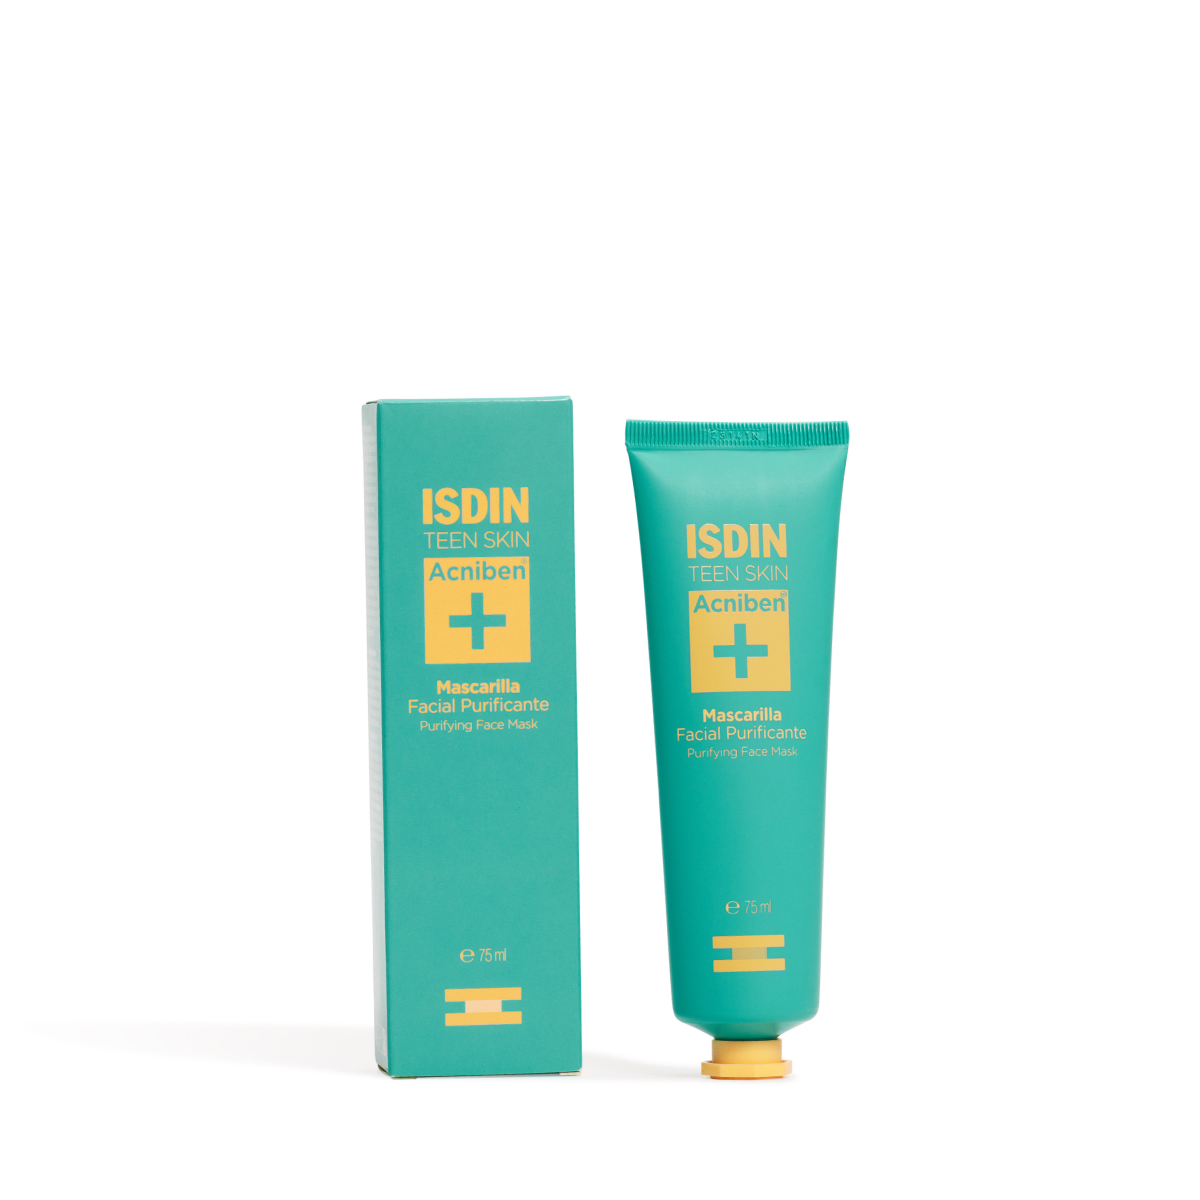 ISDIN
TEEN SKIN
Acniben®
Mascarilla
Facial Purificante
Purifying Face Mask
℮ 75 ml
ISDIN
TEEN SKIN
Acniben®
Mascarilla
Facial Purificante
Purifying Face Mask
℮ 75 ml